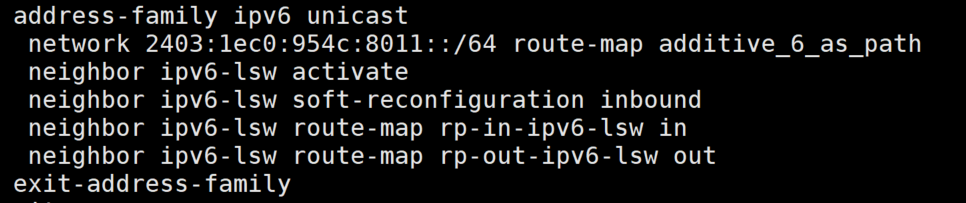 address-family ipv6 unicast
 network 2403:1ec0:954c:8011::/64 route-map additive_6_as_path
 neighbor ipv6-lsw activate
 neighbor ipv6-lsw soft-reconfiguration inbound
 neighbor ipv6-lsw route-map rp-in-ipv6-lsw in
 neighbor ipv6-lsw route-map rp-out-ipv6-lsw out
exit-address-family